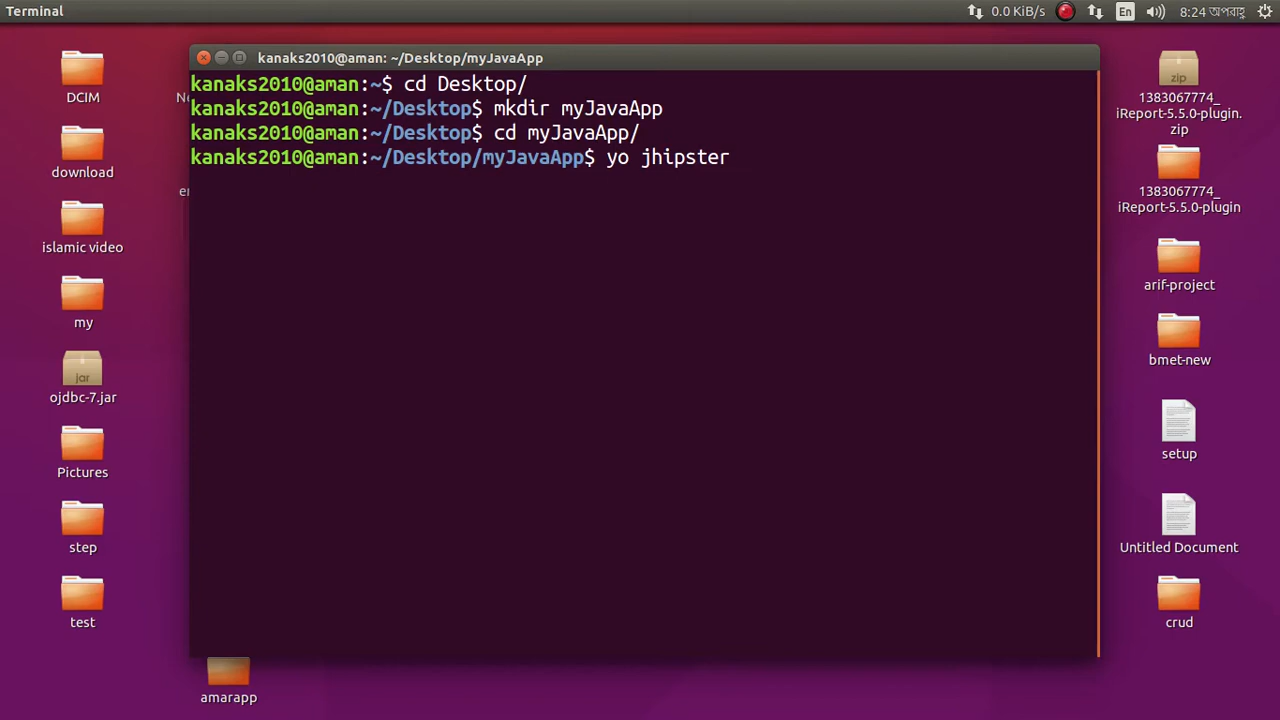 Terminal
0.0 KiB/s
En
8:24 অপরাহ্ণ
kanaks2010@aman: ~/Desktop/myJavaApp
kanaks2010@aman:~$ cd Desktop/
kanaks2010@aman:~/Desktop$ mkdir myJavaApp
kanaks2010@aman:~/Desktop$ cd myJavaApp/
kanaks2010@aman:~/Desktop/myJavaApp$ yo jhipster
DCIM
download
islamic video
my
jar
ojdbc-7.jar
Pictures
step
test
amarapp
zip
1383067774_
iReport-5.5.0-plugin.
zip
1383067774_
iReport-5.5.0-plugin
arif-project
bmet-new
setup
Untitled Document
crud